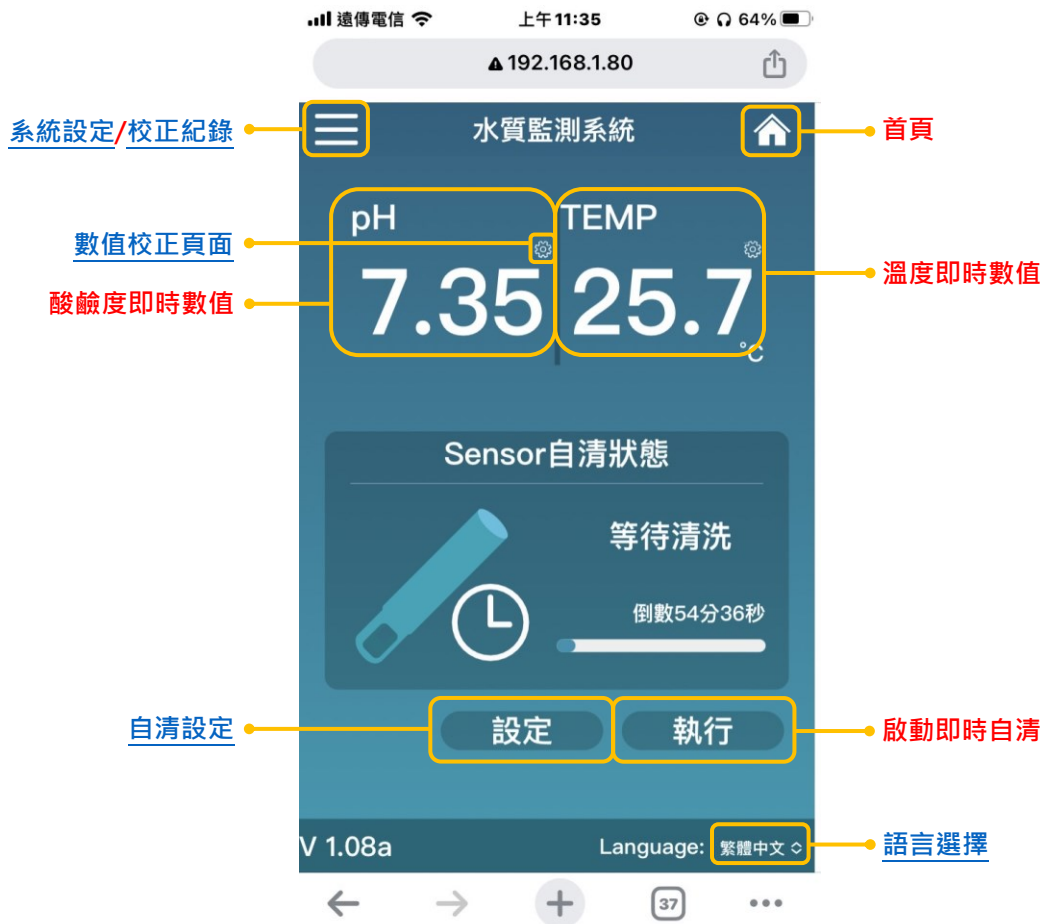 遠傳電信
上午11:35
64%
192.168.1.80
系統設定/校正紀錄
水質監測系統
首頁
pH
TEMP
數值校正頁面
酸鹼度即時數值
7.35
25.7
°C
溫度即時數值
Sensor自清狀態
等待清洗
倒數54分36秒
自清設定
設定
執行
啟動即時自清
V 1.08a
Language:
繁體中文
語言選擇
37